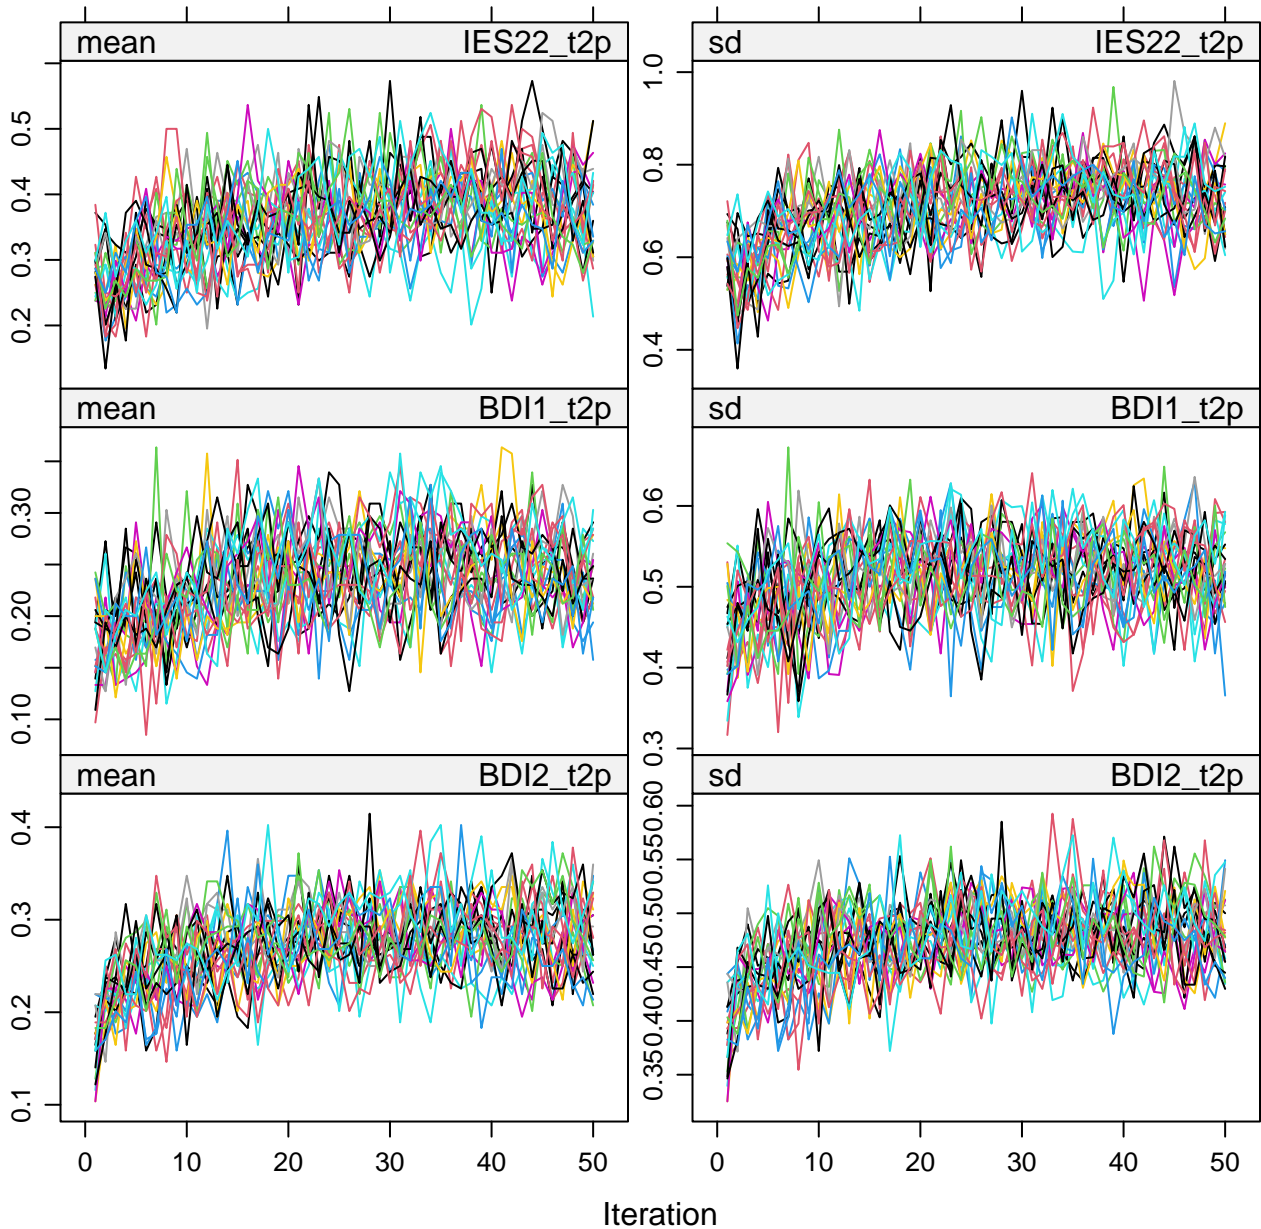 mean IES22_t2p sd IES22_t2p
0.2 0.3 0.4 0.5
0.4 0.6 0.8 1.0
mean BDI1_t2p sd BDI1_t2p
0.10 0.20 0.30
0.3 0.4 0.5 0.6
mean BDI2_t2p sd BDI2_t2p
0.1 0.2 0.3 0.4
0.35 0.40 0.45 0.50 0.55 0.60
0 10 20 30 40 50 0 10 20 30 40 50
Iteration